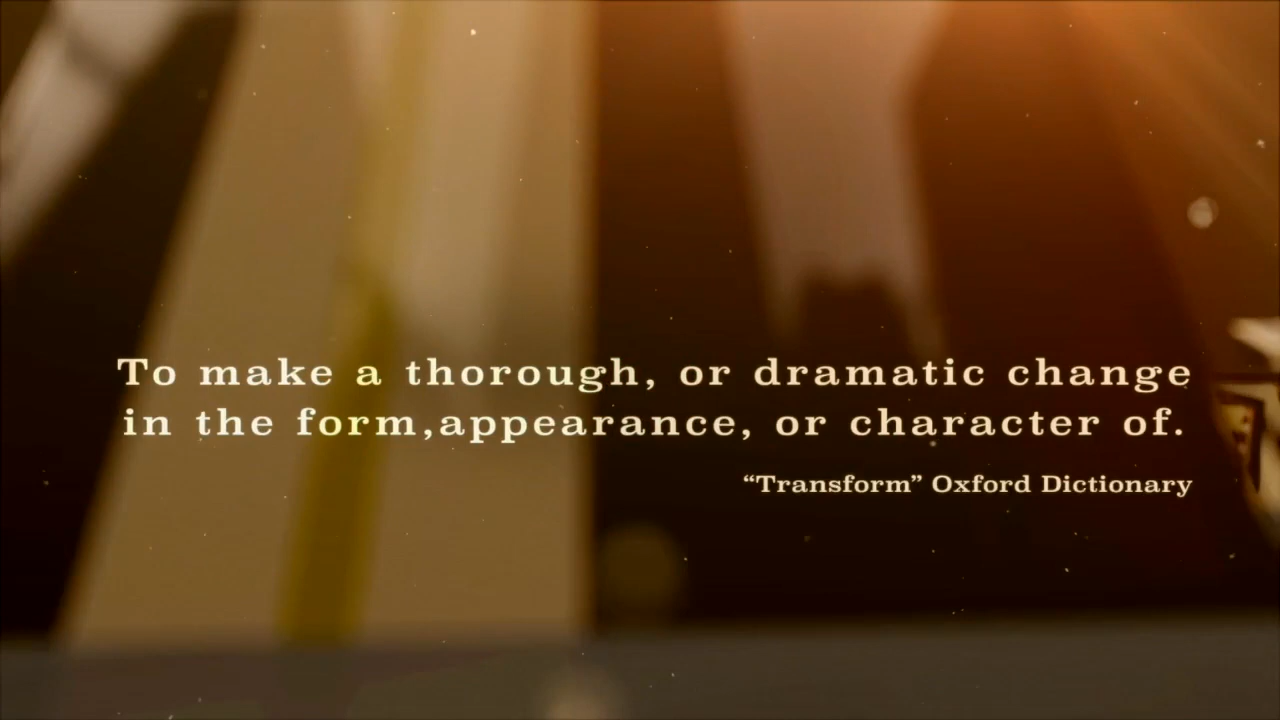 To make a thorough, or dramatic change
in the form,appearance, or character of.
“Transform” Oxford Dictionary